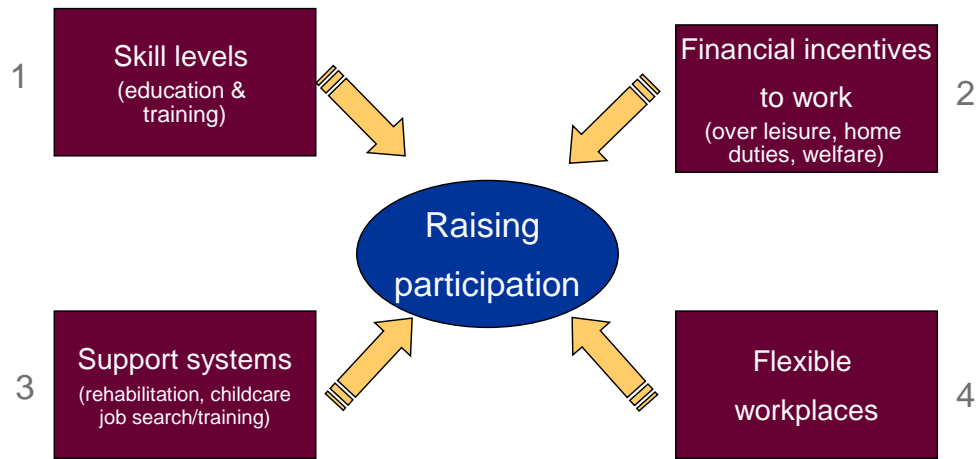 1
Skill levels
(education &
training)
Financial incentives
to work
(over leisure, home
duties, welfare)
2
Raising
participation
3
Support systems
(rehabilitation, childcare
job search/training)
Flexible
workplaces
4